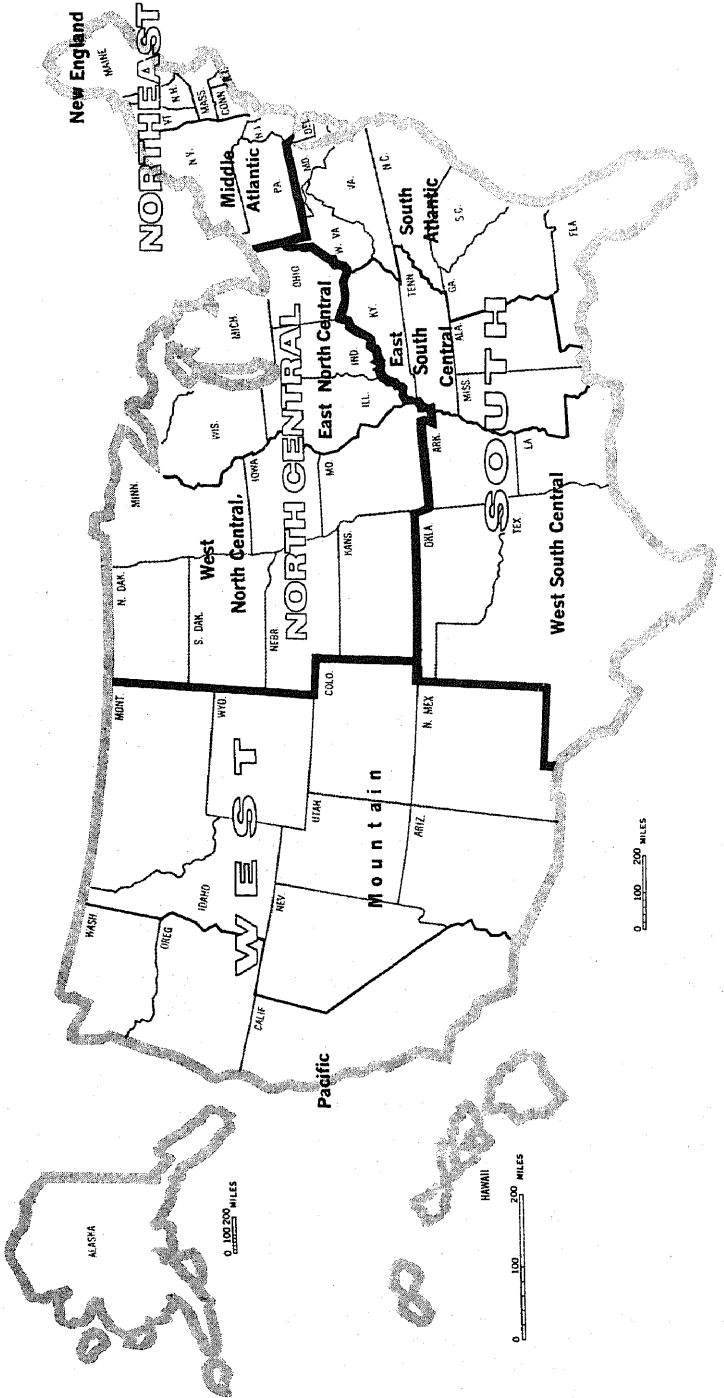 New England
MAINE
NORTHEAST
VT
N.H.
MASS.
CONN.
R.I.
N.Y.
Middle
Atlantic
N.J.
PA.
DEL.
MD.
W. VA
VA.
N.C.
South
Atlantic
S.C.
GA.
FLA
MICH.
WIS.
OHIO
IND.
ILL.
East North Central
NORTH CENTRAL
KY.
TENN
East
South
Central
ALA.
MISS.
SOUTH
MINN.
IOWA
MO
N. DAK.
S. DAK.
NEBR
KANS.
West
North Central,
ARK.
LA
OKLA.
TEX
West South Central
MONT.
WYO.
COLO.
N. MEX
IDAHO
UTAH
ARIZ.
NEV.
WEST
Mountain
WASH
OREG
CALIF
Pacific
0 100 200 MILES
ALASKA
0 100 200 MILES
HAWAII
0 100 200 MILES